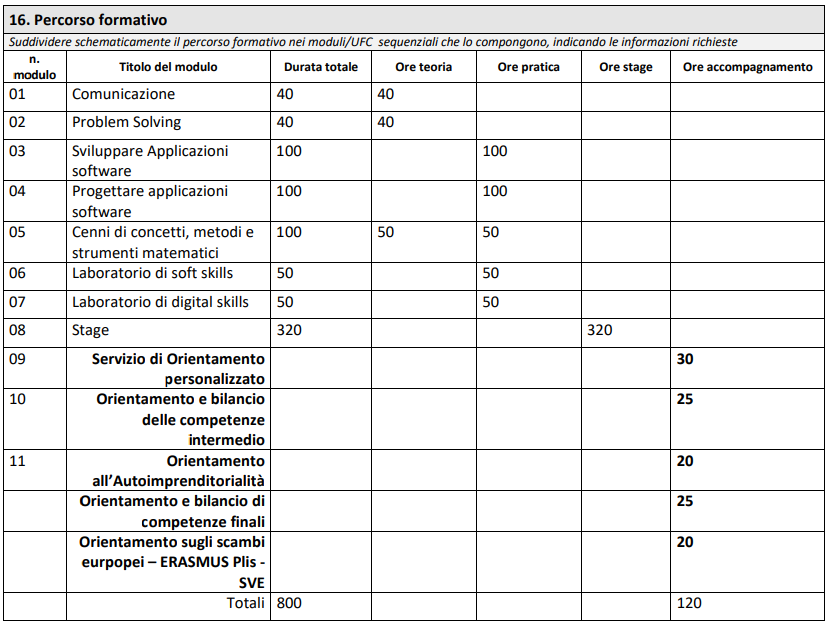 16. Percorso formativo
Suddividere schematicamente il percorso formativo nei moduli/UFC sequenziali che lo compongono, indicando le informazioni richieste
n. modulo Titolo del modulo Durata totale Ore teoria Ore pratica Ore stage Ore accompagnamento
01 Comunicazione 40 40
02 Problem Solving 40 40
03 Sviluppare Applicazioni 100 100
software
04 Progettare applicazioni 100 100
software
05 Cenni di concetti, metodi e 100 50 50
strumenti matematici
06 Laboratorio di soft skills 50 50
07 Laboratorio di digital skills 50 50
08 Stage 320 320
09 Servizio di Orientamento 30
personalizzato
10 Orientamento e bilancio 25
delle competenze
intermedio
11 Orientamento 20
all’Autoimprenditorialità
Orientamento e bilancio di 25
competenze finali
Orientamento sugli scambi 20
eurpopei – ERASMUS Plis -
SVE
Totali 800 120